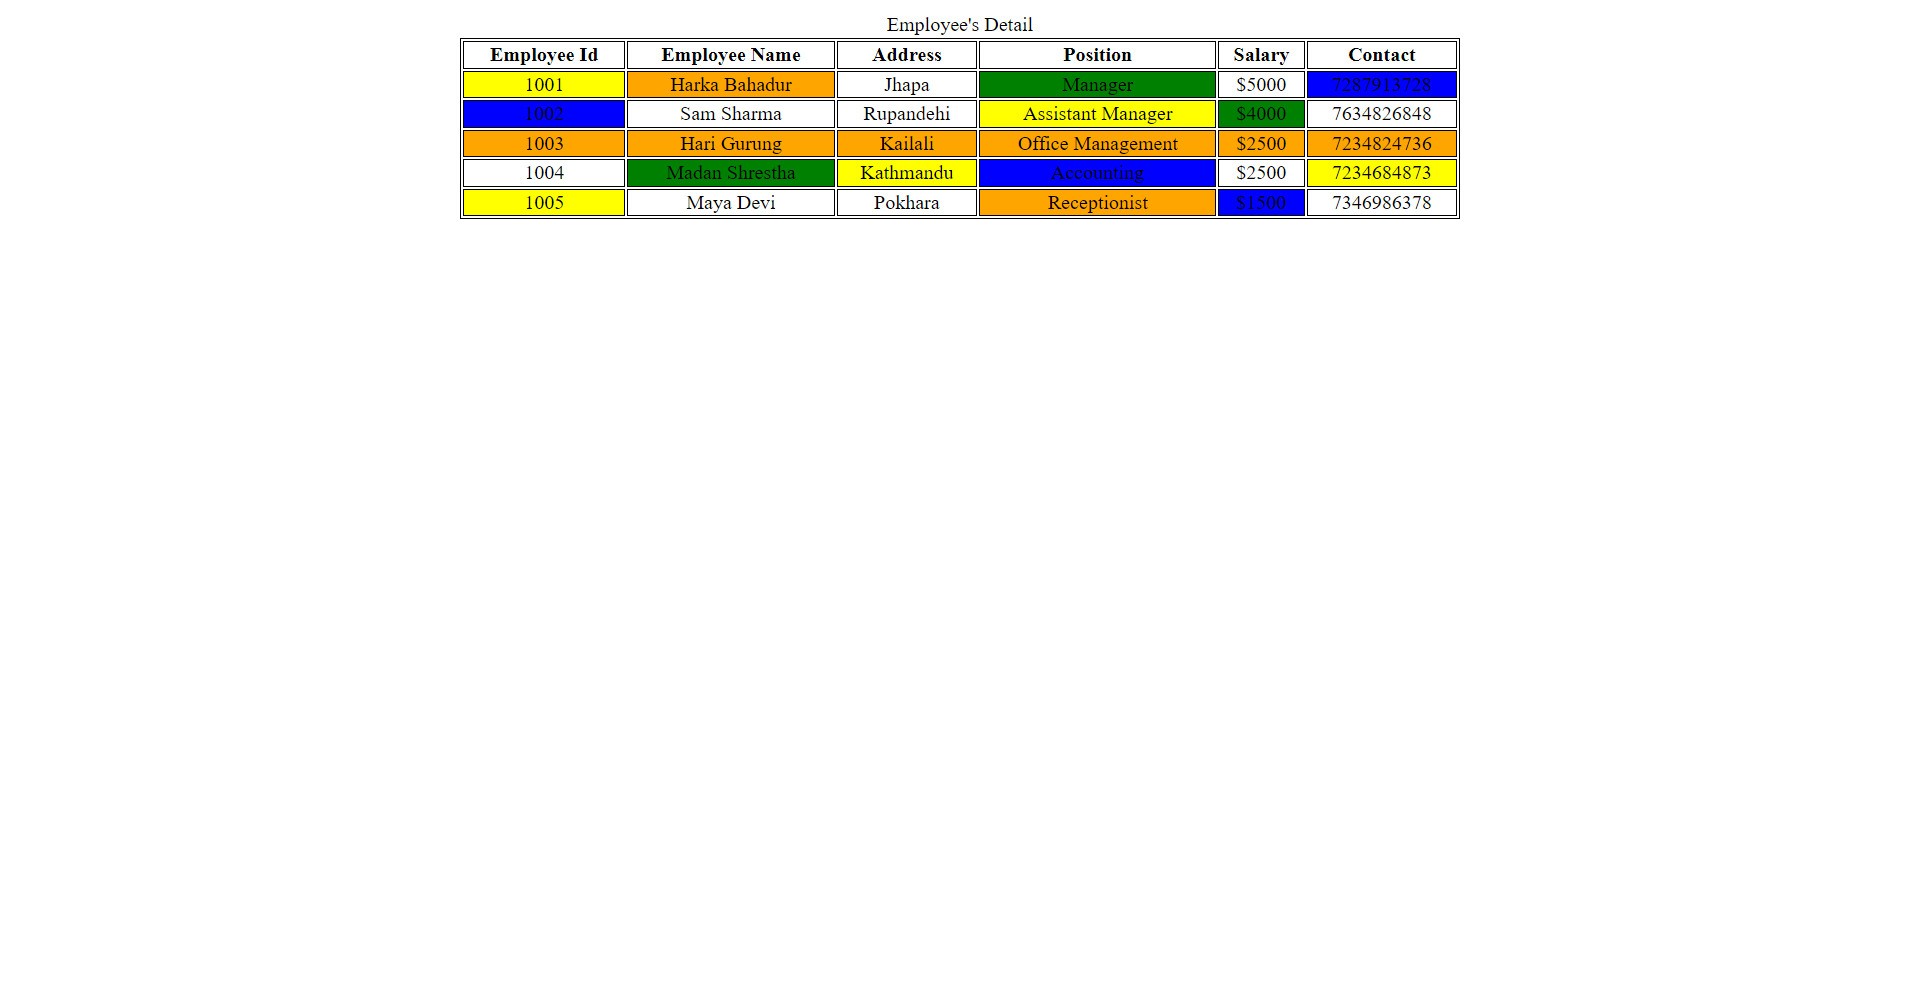 Employee's Detail
Employee Id Employee Name Address Position Salary Contact
1001 Harka Bahadur Jhapa Manager $5000 7287913728
1002 Sam Sharma Rupandehi Assistant Manager $4000 7634826848
1003 Hari Gurung Kailali Office Management $2500 7234824736
1004 Madan Shrestha Kathmandu Accounting $2500 7234684873
1005 Maya Devi Pokhara Receptionist $1500 7346986378